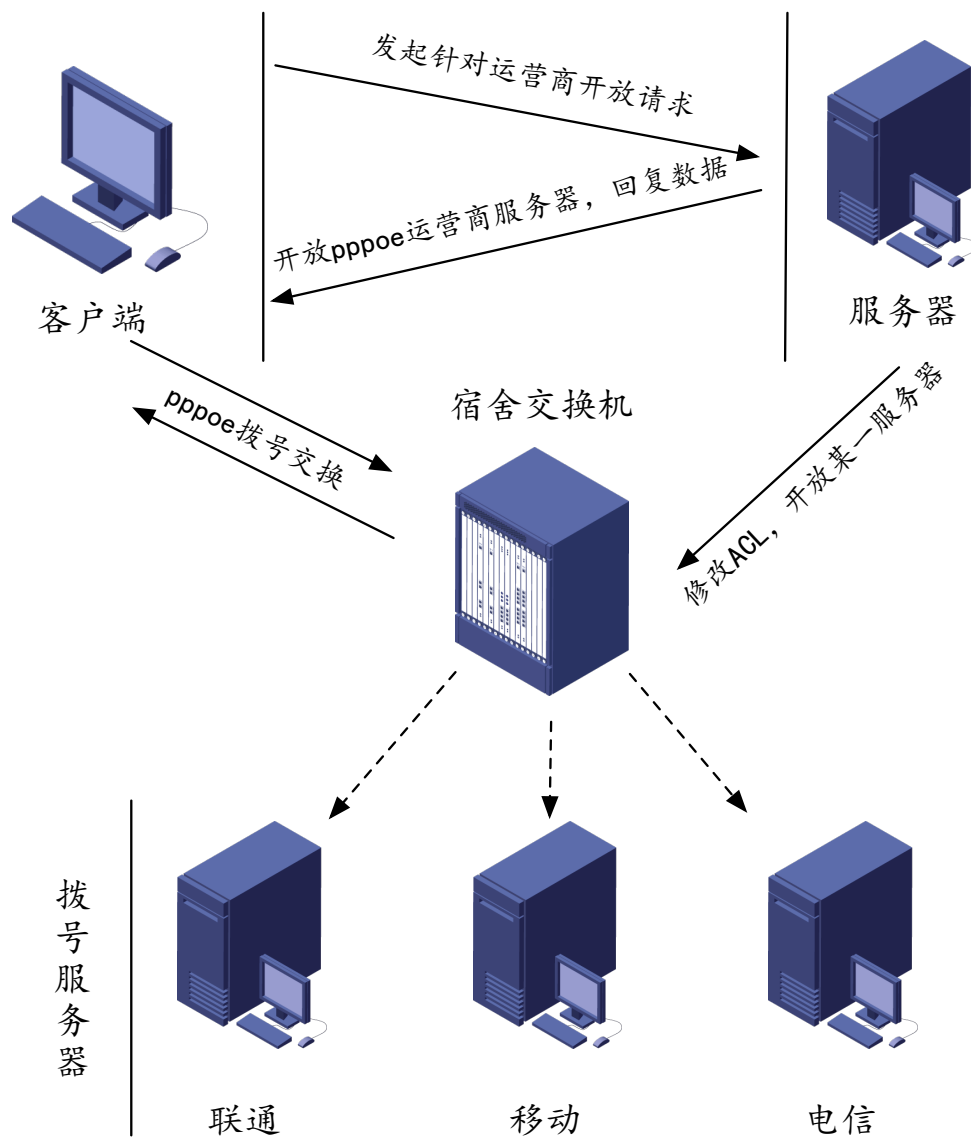 发起针对运营商开放请求
开放pppoe运营商服务器，回复数据
客户端
服务器
pppoe拨号交换
宿舍交换机
修改ACL，开放某一服务器
拨号服务器
联通
移动
电信